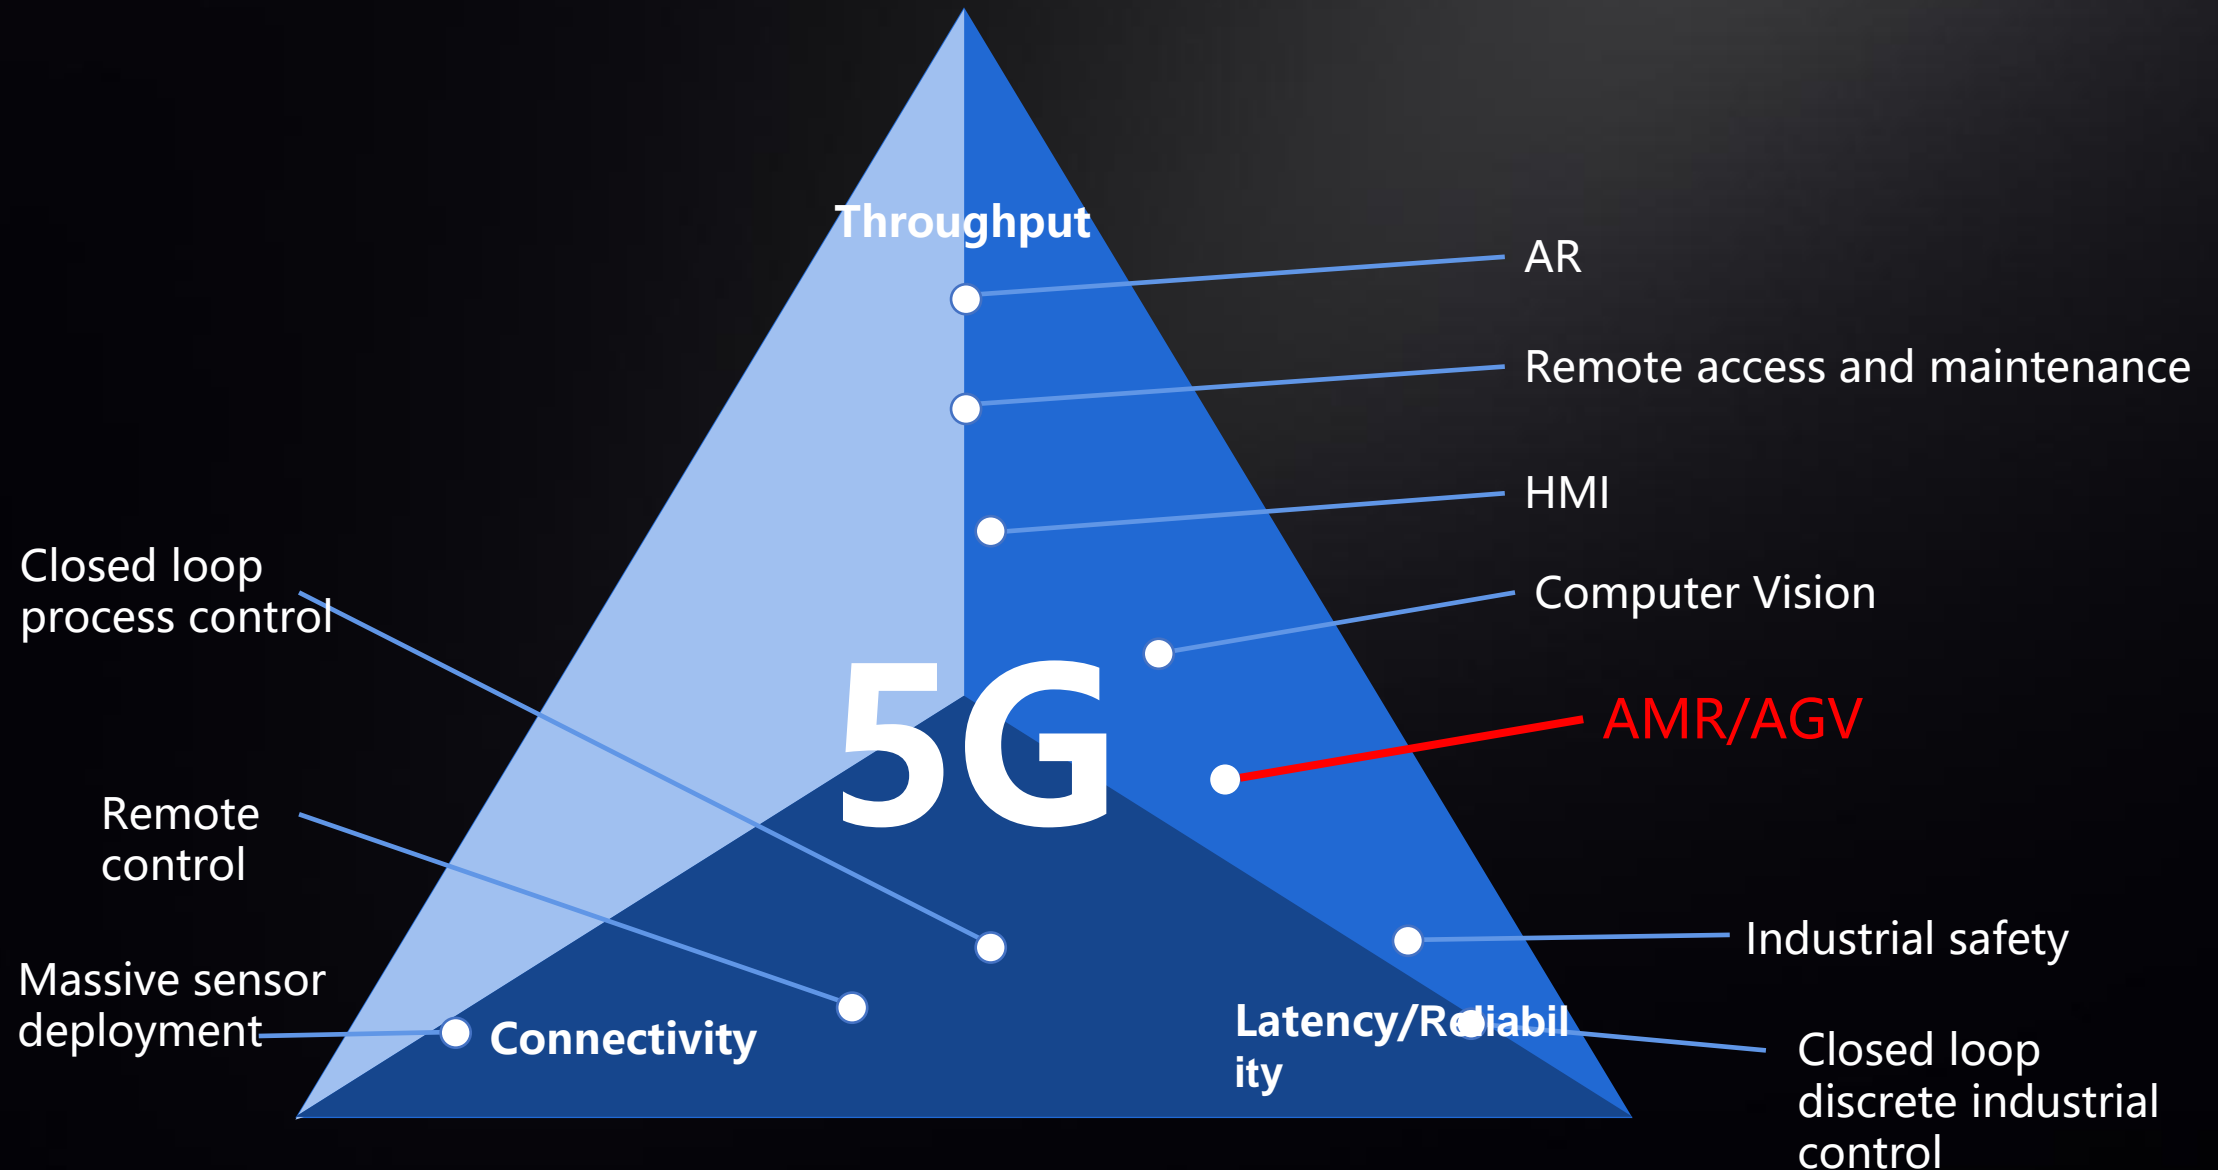 Throughput
AR
Remote access and maintenance
HMI
Closed loop
process control
Computer Vision
5G
AMR/AGV
Remote
control
Industrial safety
Massive sensor
deployment
Connectivity
Latency/Reliabil
ity
Closed loop
discrete industrial
control